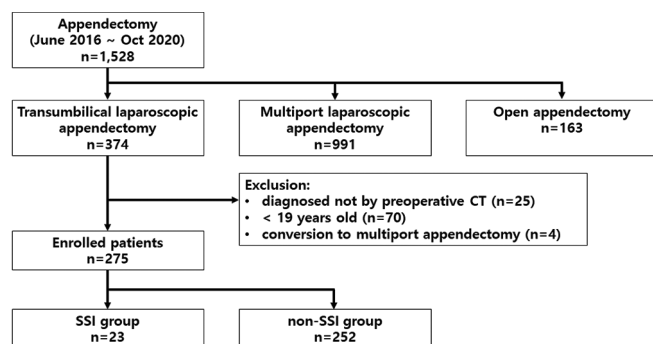 Appendectomy
(June 2016 ~ Oct 2020)
n=1,528
Transumbilical laparoscopic
appendectomy
n=374
Multiport laparoscopic
appendectomy
n=991
Open appendectomy
n=163
Exclusion:
• diagnosed not by preoperative CT (n=25)
• < 19 years old (n=70)
• conversion to multiport appendectomy (n=4)
Enrolled patients
n=275
SSI group
n=23
non-SSI group
n=252